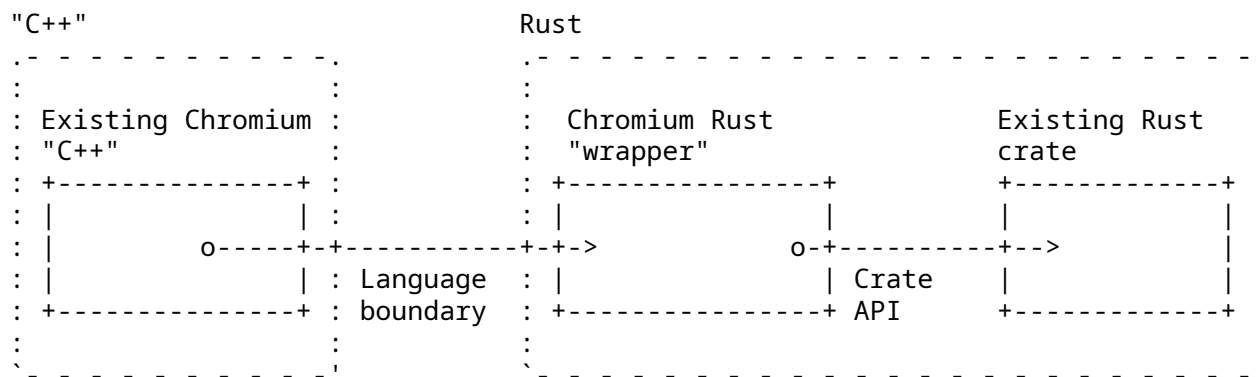 "C++" Rust
Existing Chromium Chromium Rust Existing Rust
"C++" "wrapper" crate
Language Crate
boundary API